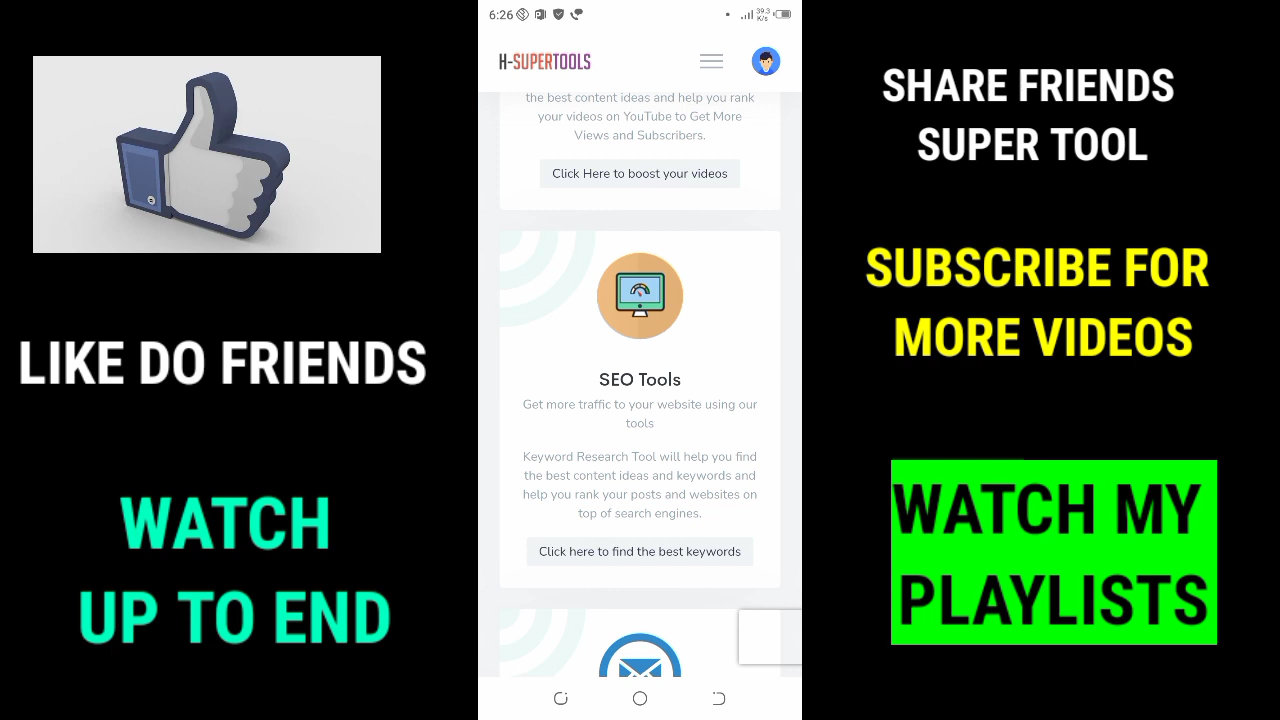 LIKE DO FRIENDS
WATCH
UP TO END
6:26
39.3
K/s
H-SUPERTOOLS
the best content ideas and help you rank
your videos on YouTube to Get More
Views and Subscribers.
Click Here to boost your videos
SEO Tools
Get more traffic to your website using our
tools
Keyword Research Tool will help you find
the best content ideas and keywords and
help you rank your posts and websites on
top of search engines.
Click here to find the best keywords
SHARE FRIENDS
SUPER TOOL
SUBSCRIBE FOR
MORE VIDEOS
WATCH MY
PLAYLISTS